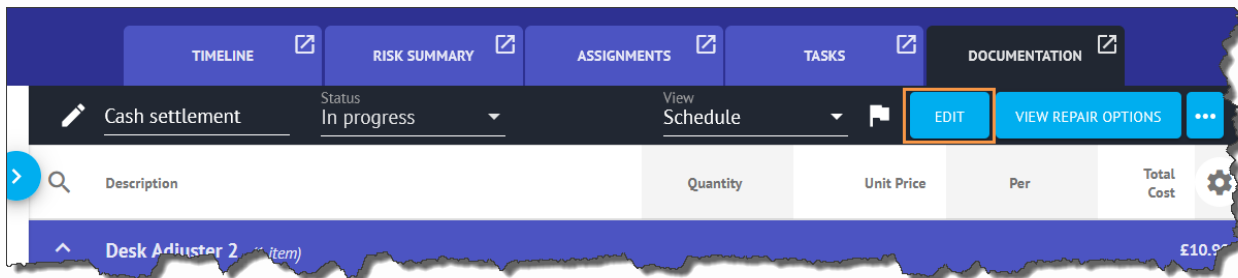 TIMELINE
RISK SUMMARY
ASSIGNMENTS
TASKS
DOCUMENTATION
Cash settlement
Status
In progress
View
Schedule
EDIT
VIEW REPAIR OPTIONS
Description
Quantity
Unit Price
Per
Total
Cost
Desk Adjuster 2 item)